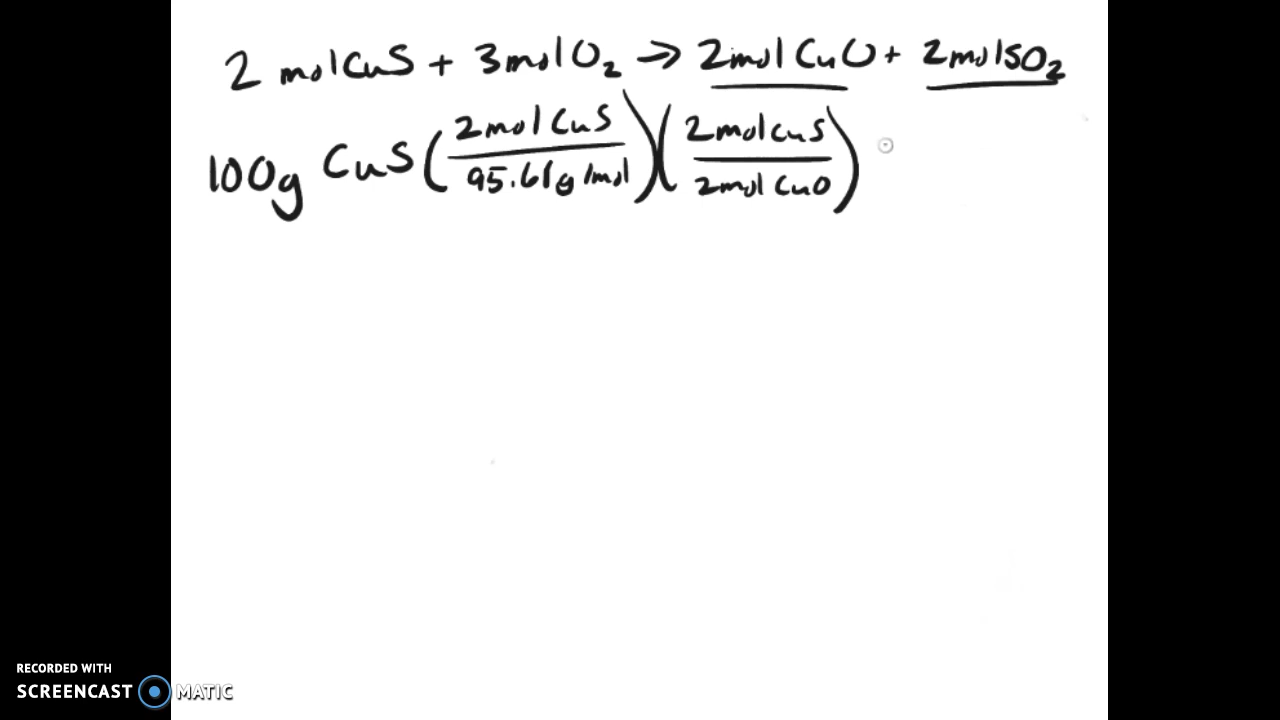 2 mol CuS + 3 mol O₂ → 2 mol CuO + 2 mol SO₂
100g CuS (2 mol CuS / 95.61g/mol) (2 mol CuS / 2 mol CuO)
RECORDED WITH
SCREENCAST MATIC